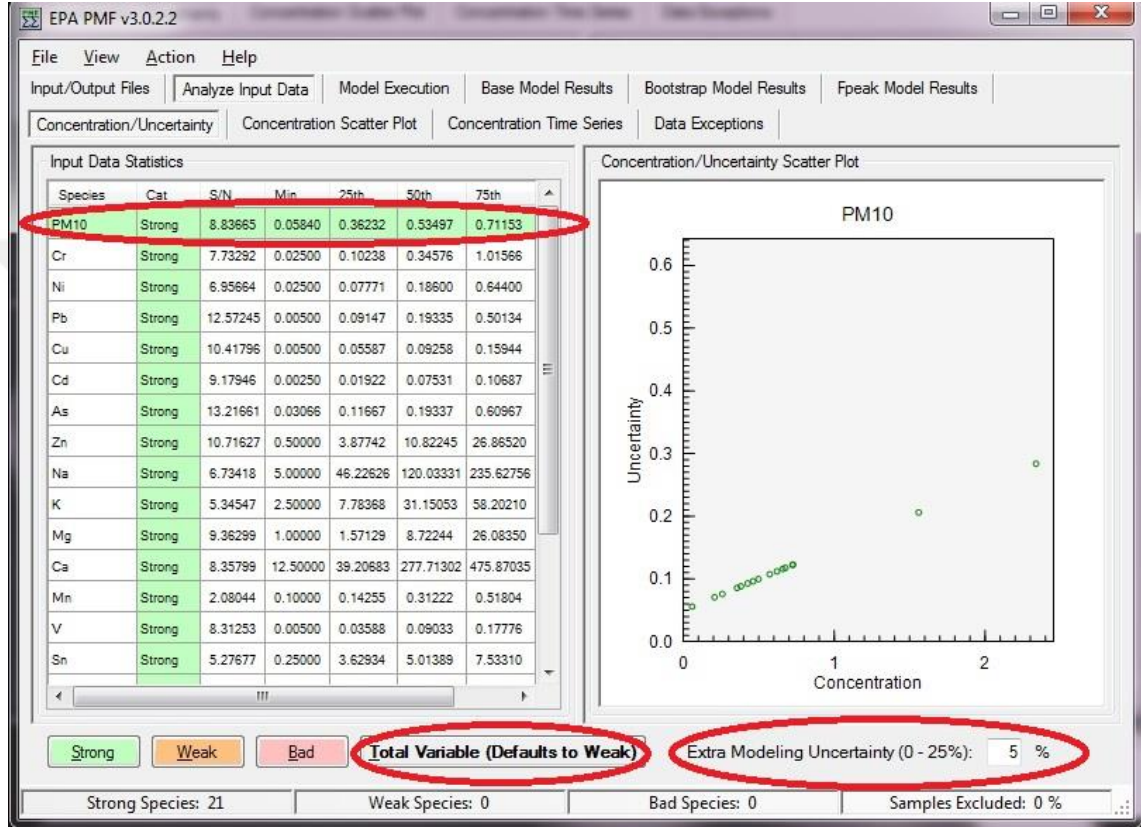 EPA PMF v3.0.2.2
File View Action Help
Input/Output Files Analyze Input Data Model Execution Base Model Results Bootstrap Model Results Fpeak Model Results
Concentration/Uncertainty Concentration Scatter Plot Concentration Time Series Data Exceptions
Input Data Statistics
Species Cat S/N Min 25th 50th 75th
PM10 Strong 8.83665 0.05840 0.36232 0.53497 0.71153
Cr Strong 7.73292 0.02500 0.10238 0.34576 1.01566
Ni Strong 6.95664 0.02500 0.07771 0.18600 0.64400
Pb Strong 12.57245 0.00500 0.09147 0.19335 0.50134
Cu Strong 10.41796 0.00500 0.05587 0.09258 0.15944
Cd Strong 9.17946 0.00250 0.01922 0.07531 0.10687
As Strong 13.21661 0.03066 0.11667 0.19337 0.60967
Zn Strong 10.71627 0.50000 3.87742 10.82245 26.86520
Na Strong 6.73418 5.00000 46.22626 120.03331 235.62756
K Strong 5.34547 2.50000 7.78368 31.15053 58.20210
Mg Strong 9.36299 1.00000 1.57129 8.72244 26.08350
Ca Strong 8.35799 12.50000 39.20683 277.71302 475.87035
Mn Strong 2.08044 0.10000 0.14255 0.31222 0.51804
V Strong 8.31253 0.00500 0.03588 0.09033 0.17776
Sn Strong 5.27677 0.25000 3.62934 5.01389 7.53310
Concentration/Uncertainty Scatter Plot
PM10
0.6
0.5
0.4
0.3
0.2
0.1
0.0
Uncertainty
0 1 2
Concentration
Strong Weak Bad Total Variable (Defaults to Weak) Extra Modeling Uncertainty (0 - 25%): 5 %
Strong Species: 21 Weak Species: 0 Bad Species: 0 Samples Excluded: 0 %